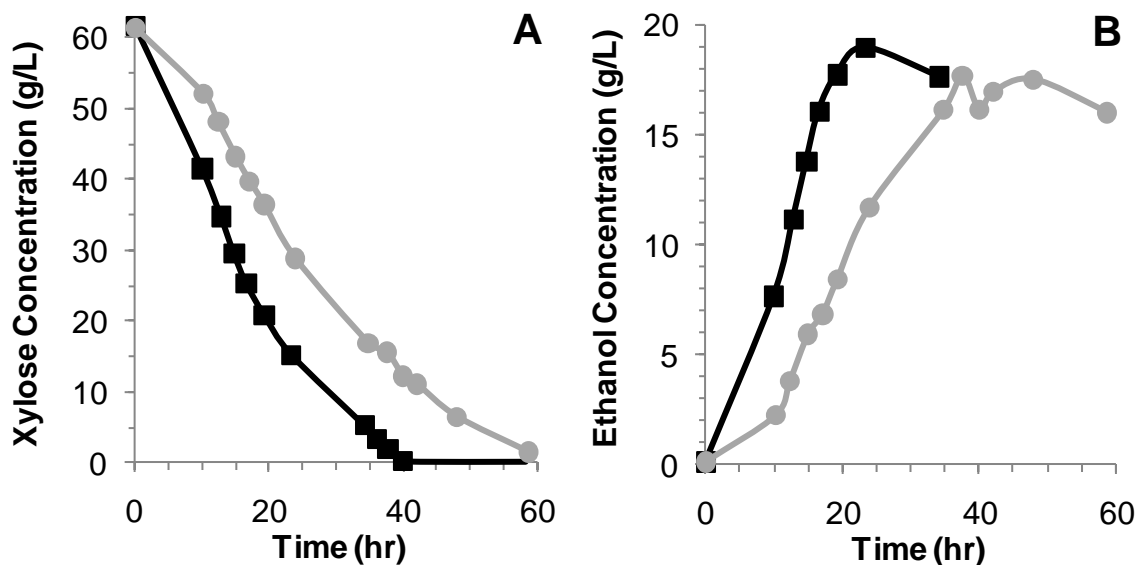 A
Xylose Concentration (g/L)
60
50
40
30
20
10
0
0 20 40 60
Time (hr)
B
Ethanol Concentration (g/L)
20
15
10
5
0
0 20 40 60
Time (hr)